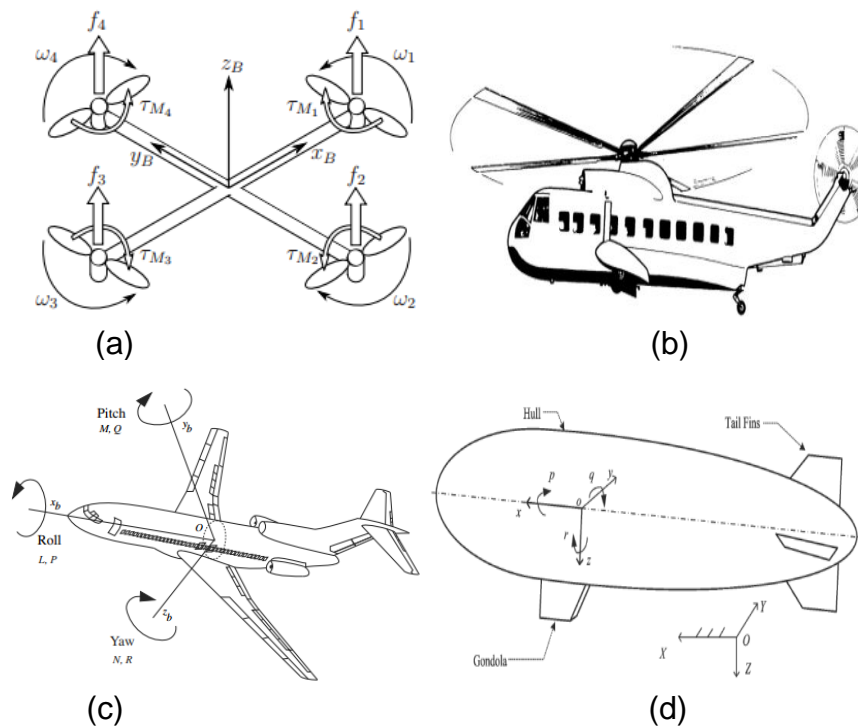 f4
f1
ω4
zB
ω1
τM4
τM1
yB
xB
f3
f2
τM3
τM2
ω3
ω2
(a)
(b)
Pitch
M, Q
yb
xb
O
Roll
L, P
zb
Yaw
N, R
(c)
Hull
Tail Fins
p
q
y
x
o
r
z
Y
X
O
Z
Gondola
(d)